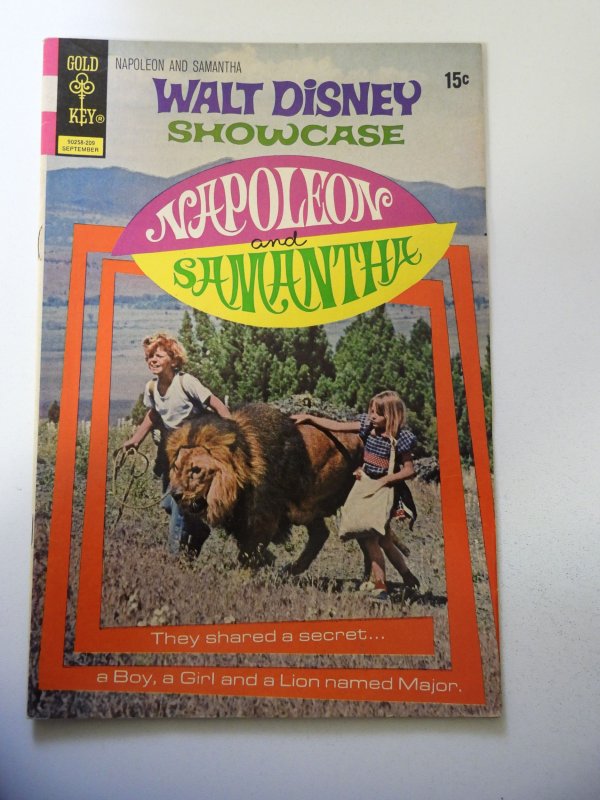 GOLD
KEY®
90258-209
SEPTEMBER
NAPOLEON AND SAMANTHA
15c
WALT DISNEY
SHOWCASE
NAPOLEON
and
SAMANTHA
They shared a secret...
a Boy, a Girl and a Lion named Major.